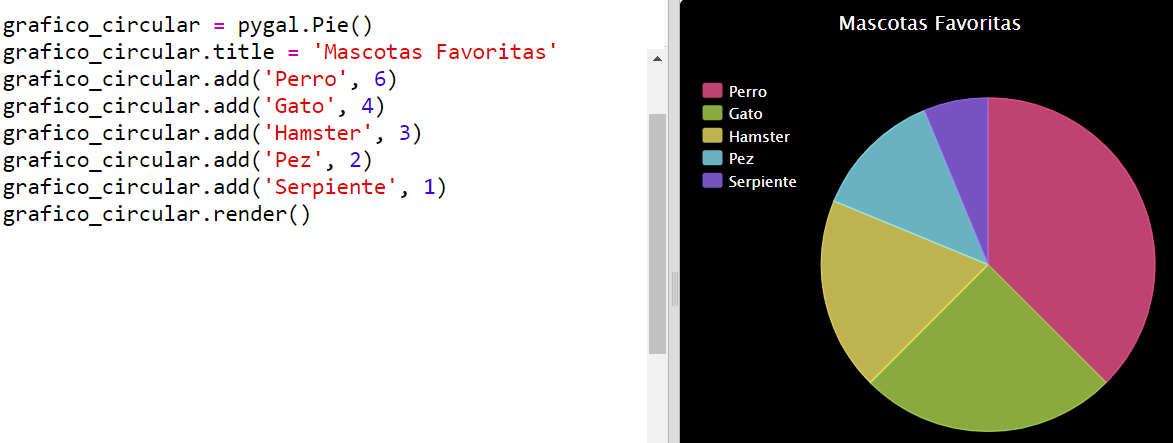 grafico_circular = pygal.Pie()
grafico_circular.title = 'Mascotas Favoritas'
grafico_circular.add('Perro', 6)
grafico_circular.add('Gato', 4)
grafico_circular.add('Hamster', 3)
grafico_circular.add('Pez', 2)
grafico_circular.add('Serpiente', 1)
grafico_circular.render()
Mascotas Favoritas
Perro
Gato
Hamster
Pez
Serpiente